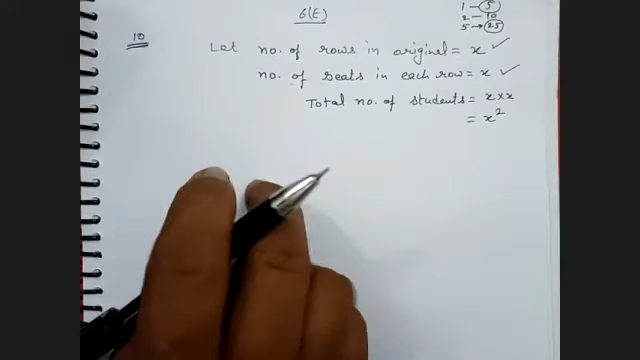 6(E)
1 — 5
2 — 10
5 → 25
10
Let no. of rows in original = x ✓
no. of seats in each row = x ✓
Total no. of students = x × x
= x²